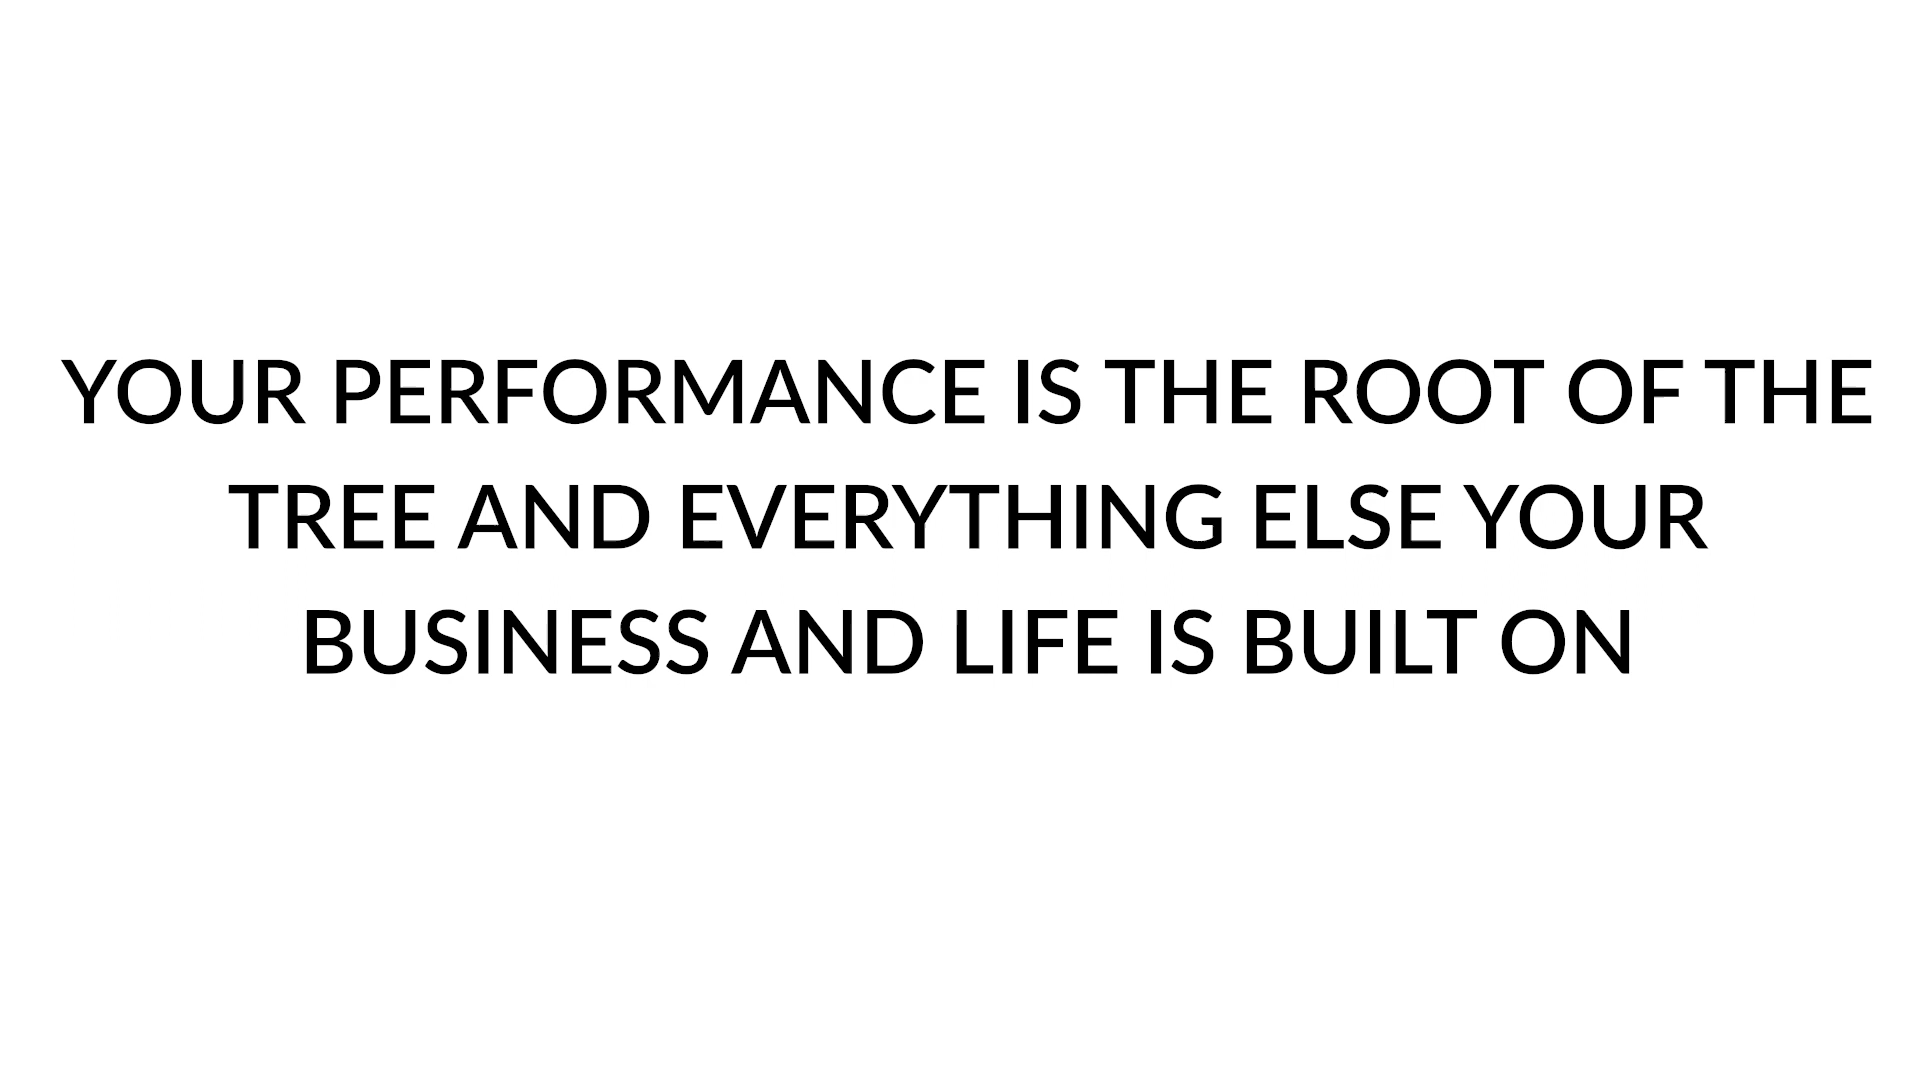 YOUR PERFORMANCE IS THE ROOT OF THE
TREE AND EVERYTHING ELSE YOUR
BUSINESS AND LIFE IS BUILT ON